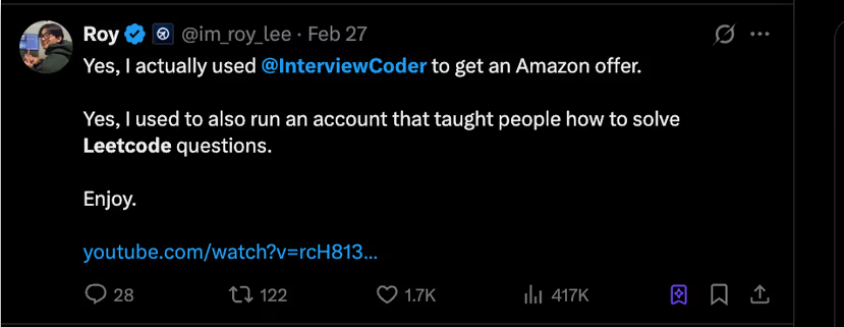 Roy @im_roy_lee · Feb 27
Yes, I actually used @InterviewCoder to get an Amazon offer.
Yes, I used to also run an account that taught people how to solve
Leetcode questions.
Enjoy.
youtube.com/watch?v=rcH813...
28 122 1.7K 417K